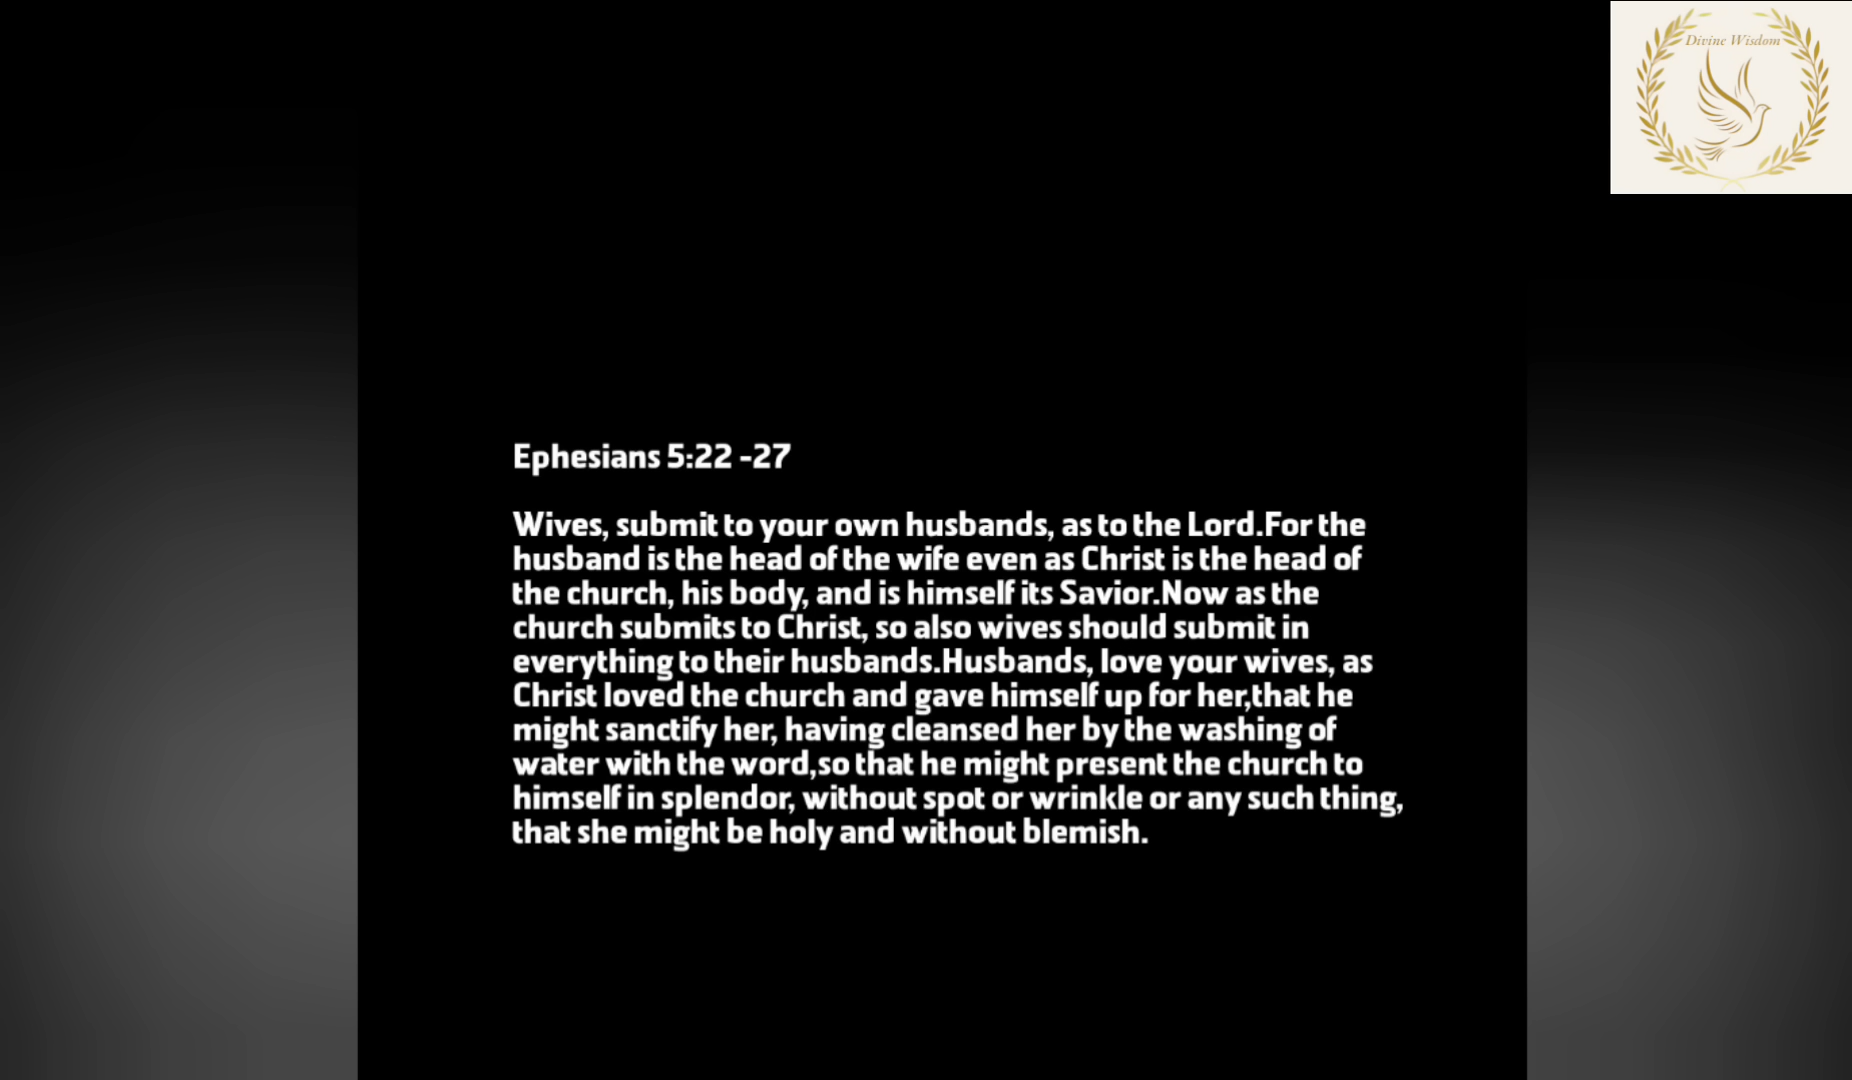 Divine Wisdom
Ephesians 5:22 -27
Wives, submit to your own husbands, as to the Lord.For the
husband is the head of the wife even as Christ is the head of
the church, his body, and is himself its Savior.Now as the
church submits to Christ, so also wives should submit in
everything to their husbands.Husbands, love your wives, as
Christ loved the church and gave himself up for her,that he
might sanctify her, having cleansed her by the washing of
water with the word,so that he might present the church to
himself in splendor, without spot or wrinkle or any such thing,
that she might be holy and without blemish.